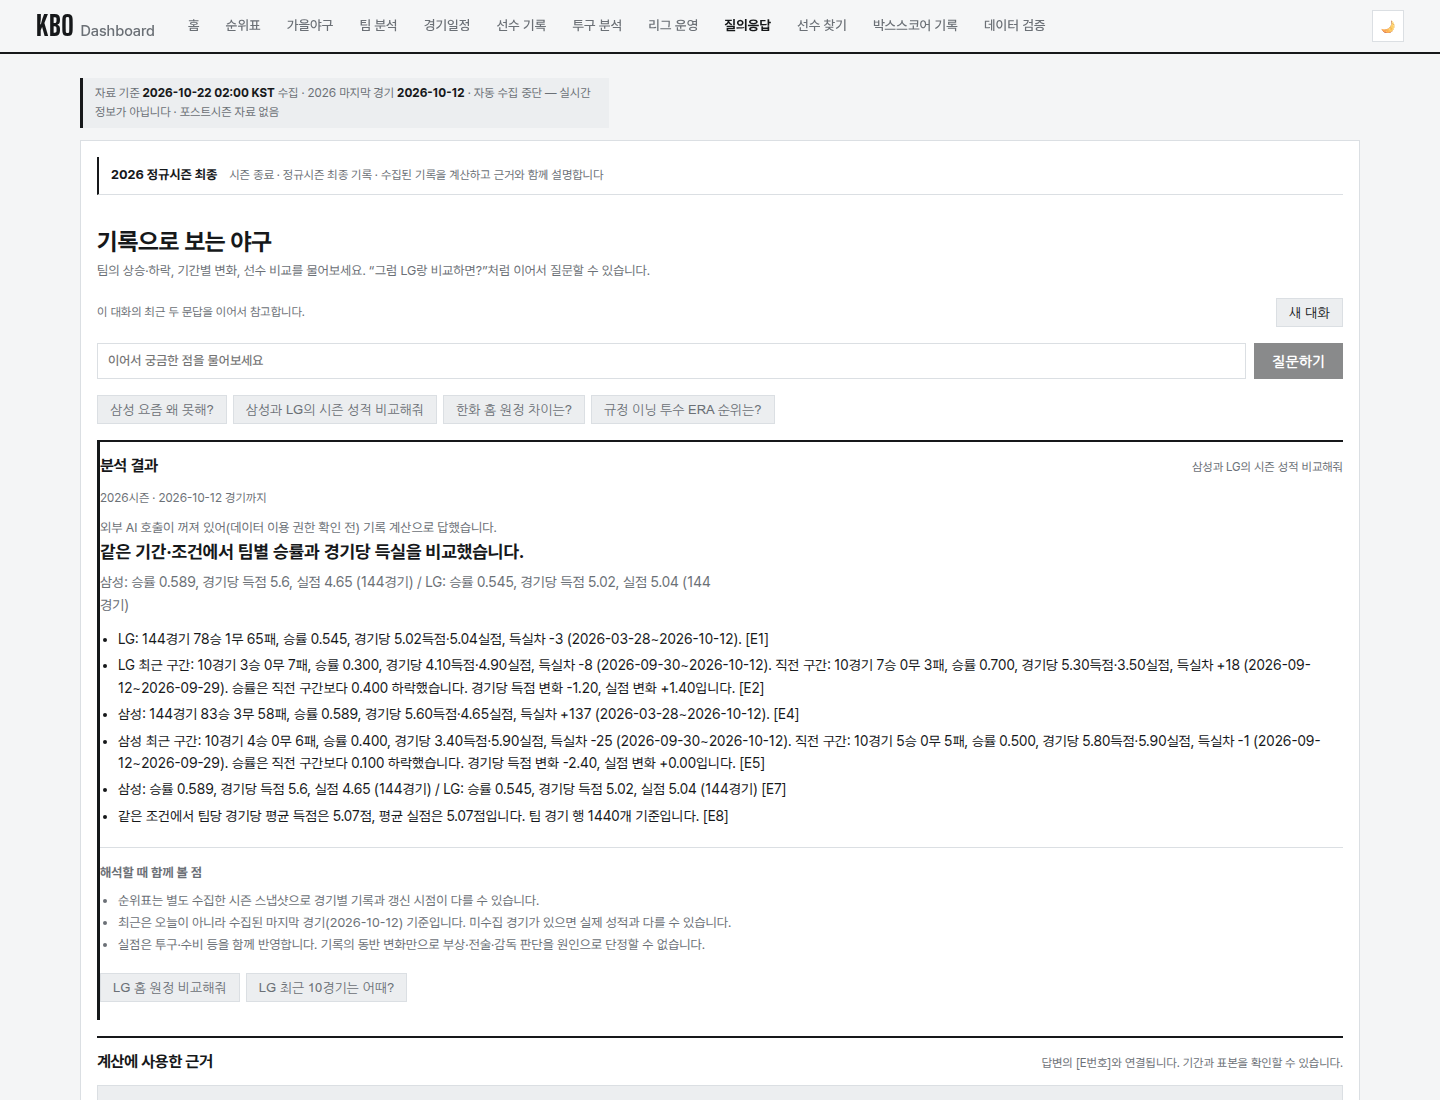 KBO Dashboard 홈 순위표 가을야구 팀 분석 경기일정 선수 기록 투구 분석 리그 운영 질의응답 선수 찾기 박스스코어 기록 데이터 검증
자료 기준 2026-10-22 02:00 KST 수집 · 2026 마지막 경기 2026-10-12 · 자동 수집 중단 — 실시간
정보가 아닙니다 · 포스트시즌 자료 없음
2026 정규시즌 최종 시즌 종료 · 정규시즌 최종 기록 · 수집된 기록을 계산하고 근거와 함께 설명합니다
기록으로 보는 야구
팀의 상승·하락, 기간별 변화, 선수 비교를 물어보세요. “그럼 LG랑 비교하면?”처럼 이어서 질문할 수 있습니다.
이 대화의 최근 두 문답을 이어서 참고합니다. 새 대화
이어서 궁금한 점을 물어보세요 질문하기
삼성 요즘 왜 못해? 삼성과 LG의 시즌 성적 비교해줘 한화 홈 원정 차이는? 규정 이닝 투수 ERA 순위는?
분석 결과 삼성과 LG의 시즌 성적 비교해줘
2026시즌 · 2026-10-12 경기까지
외부 AI 호출이 꺼져 있어(데이터 이용 권한 확인 전) 기록 계산으로 답했습니다.
같은 기간·조건에서 팀별 승률과 경기당 득실을 비교했습니다.
삼성: 승률 0.589, 경기당 득점 5.6, 실점 4.65 (144경기) / LG: 승률 0.545, 경기당 득점 5.02, 실점 5.04 (144
경기)
• LG: 144경기 78승 1무 65패, 승률 0.545, 경기당 5.02득점·5.04실점, 득실차 -3 (2026-03-28~2026-10-12). [E1]
• LG 최근 구간: 10경기 3승 0무 7패, 승률 0.300, 경기당 4.10득점·4.90실점, 득실차 -8 (2026-09-30~2026-10-12). 직전 구간: 10경기 7승 0무 3패, 승률 0.700, 경기당 5.30득점·3.50실점, 득실차 +18 (2026-09-
12~2026-09-29). 승률은 직전 구간보다 0.400 하락했습니다. 경기당 득점 변화 -1.20, 실점 변화 +1.40입니다. [E2]
• 삼성: 144경기 83승 3무 58패, 승률 0.589, 경기당 5.60득점·4.65실점, 득실차 +137 (2026-03-28~2026-10-12). [E4]
• 삼성 최근 구간: 10경기 4승 0무 6패, 승률 0.400, 경기당 3.40득점·5.90실점, 득실차 -25 (2026-09-30~2026-10-12). 직전 구간: 10경기 5승 0무 5패, 승률 0.500, 경기당 5.80득점·5.90실점, 득실차 -1 (2026-09-
12~2026-09-29). 승률은 직전 구간보다 0.100 하락했습니다. 경기당 득점 변화 -2.40, 실점 변화 +0.00입니다. [E5]
• 삼성: 승률 0.589, 경기당 득점 5.6, 실점 4.65 (144경기) / LG: 승률 0.545, 경기당 득점 5.02, 실점 5.04 (144경기) [E7]
• 같은 조건에서 팀당 경기당 평균 득점은 5.07점, 평균 실점은 5.07점입니다. 팀 경기 행 1440개 기준입니다. [E8]
해석할 때 함께 볼 점
• 순위표는 별도 수집한 시즌 스냅샷으로 경기별 기록과 갱신 시점이 다를 수 있습니다.
• 최근은 오늘이 아니라 수집된 마지막 경기(2026-10-12) 기준입니다. 미수집 경기가 있으면 실제 성적과 다를 수 있습니다.
• 실점은 투구·수비 등을 함께 반영합니다. 기록의 동반 변화만으로 부상·전술·감독 판단을 원인으로 단정할 수 없습니다.
LG 홈 원정 비교해줘 LG 최근 10경기는 어때?
계산에 사용한 근거 답변의 [E번호]와 연결됩니다. 기간과 표본을 확인할 수 있습니다.